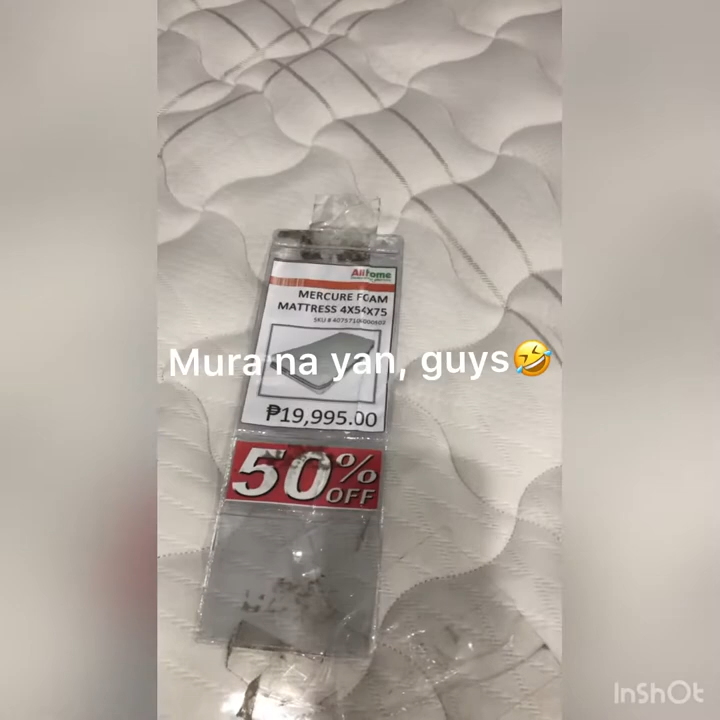 AllHome
MERCURE FOAM
MATTRESS 4X54X75
Mura na yan, guys🤣
₱19,995.00
50% OFF
InShOt